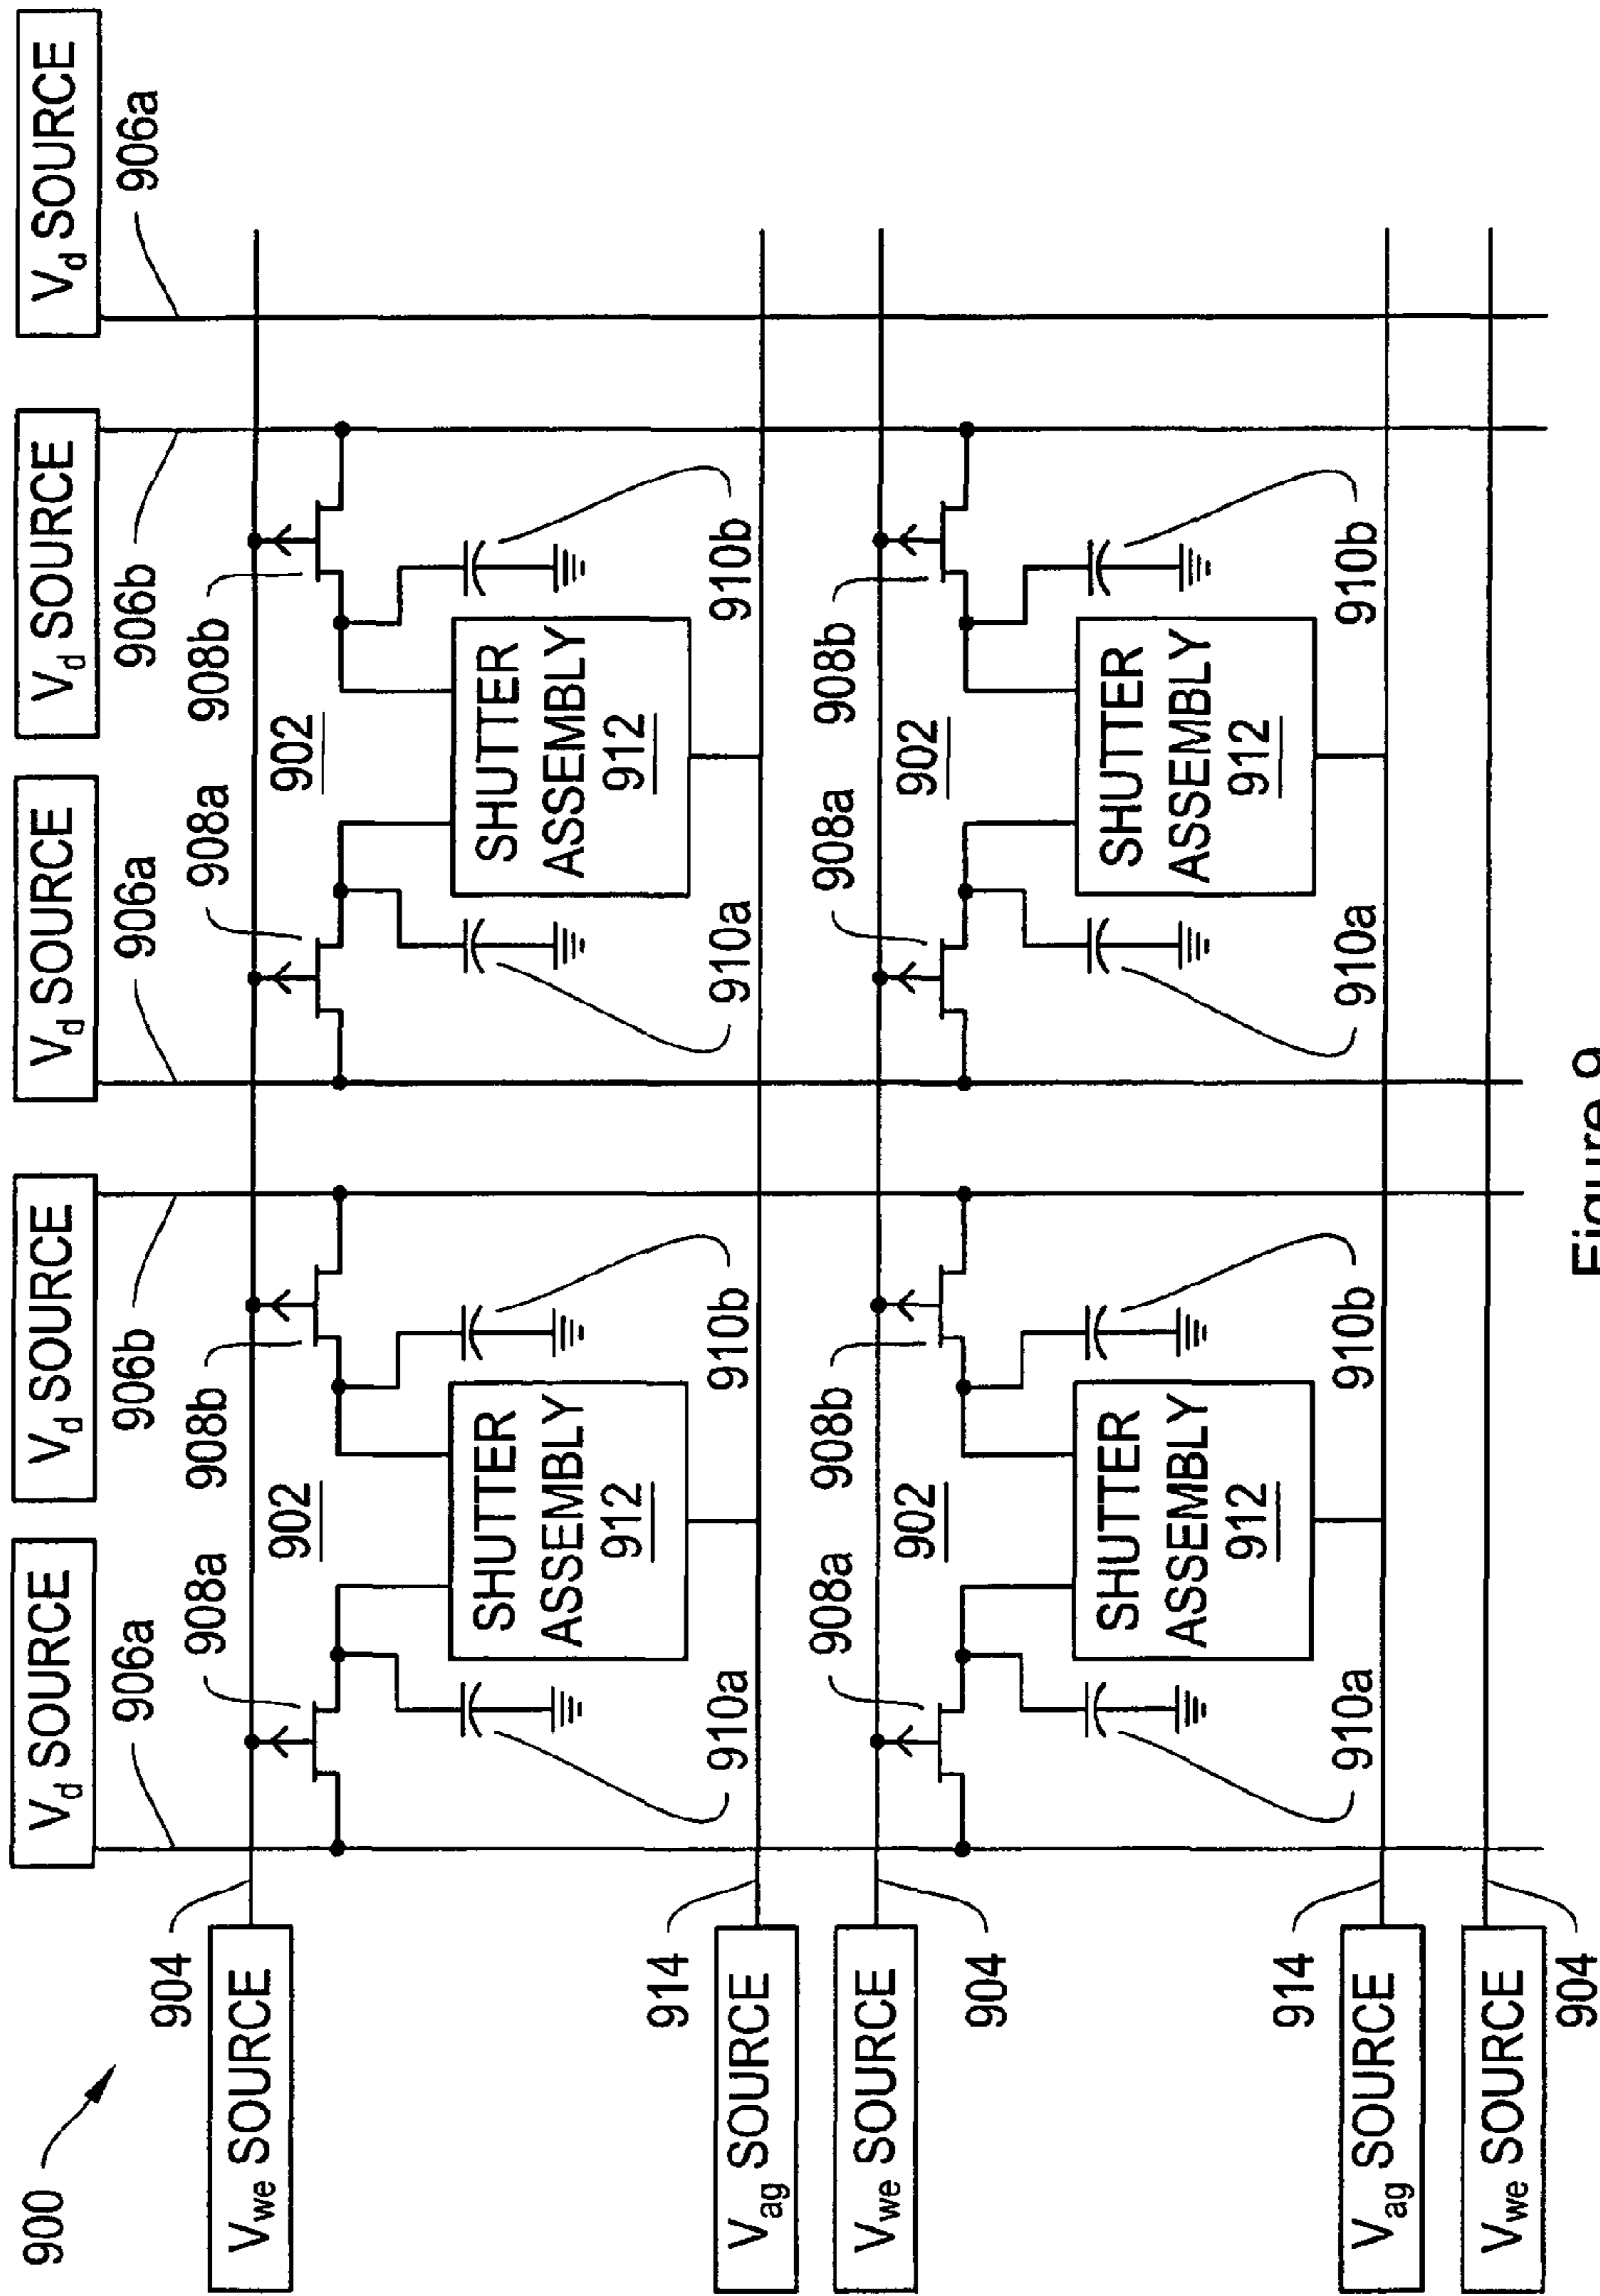 900
V_d SOURCE V_d SOURCE V_d SOURCE V_d SOURCE V_d SOURCE
906a 906b 906a 906b 906a
904
908a 908b 908a 908b
V_we SOURCE
902 902
SHUTTER SHUTTER
ASSEMBLY ASSEMBLY
912 912
914
910a 910b 910a 910b
V_ag SOURCE
908a 908b 908a 908b
V_we SOURCE
902 902
904
SHUTTER SHUTTER
ASSEMBLY ASSEMBLY
912 912
914
910a 910b 910a 910b
V_ag SOURCE
V_we SOURCE
904
Figure 9